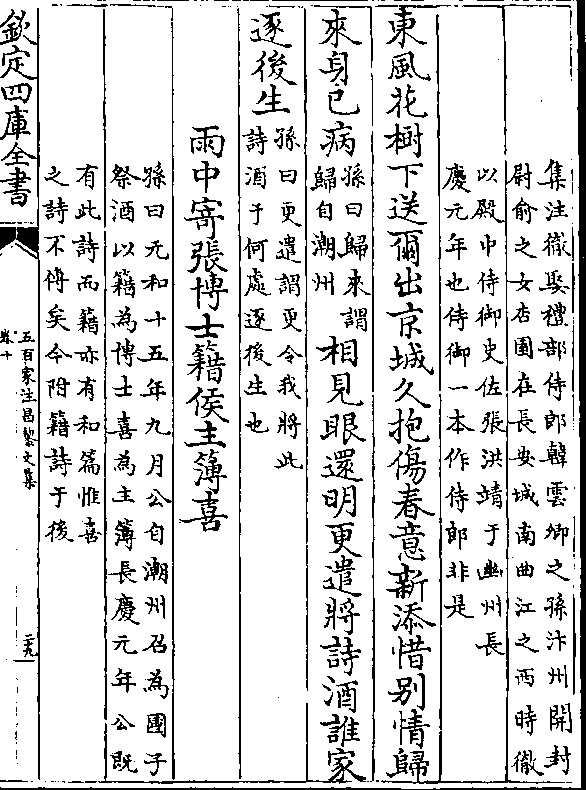 集注徹娶禮部侍郎韓雲卿之孫汴州開封
尉俞之女杏園在長安城南曲江之西時徹
以殿中侍御史佐張洪靖于幽州長
慶元年也侍御一本作侍郎非是
東風花樹下送爾出京城久抱傷春意新添惜别情歸
來身已病
孫曰歸來謂
歸自潮州
相見眼還明更遣將詩酒誰家
逐後生
孫曰更遣謂更令我將此
詩酒于何處逐後生也
雨中寄張博士籍侯主簿喜
孫曰元和十五年九月公自潮州召為國子
祭酒以籍為博士喜為主簿長慶元年公既
有此詩而籍亦有和篇惟喜
之詩不傳矣今附籍詩于後
欽定四庫全書
五百家注昌黎文集
卷十
二十九